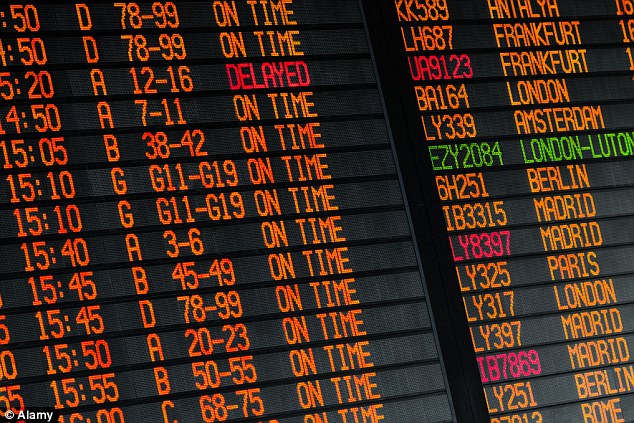 :50 D 78-99 ON TIME
:50 D 78-99 ON TIME
5:20 A 12-16 DELAYED
14:50 A 7-11 ON TIME
15:05 B 38-42 ON TIME
15:10 G G11-G19 ON TIME
15:10 G G11-G19 ON TIME
15:40 A 3-6 ON TIME
15:45 B 45-49 ON TIME
15:45 D 78-99 ON TIME
15:50 A 20-23 ON TIME
15:55 B 50-55 ON TIME
C 68-75 ON TIME
KK589 ANTALYA
LH687 FRANKFURT
UA9123 FRANKFURT
BA164 LONDON
LY339 AMSTERDAM
EZY2084 LONDON-LUTON
6H251 BERLIN
IB3315 MADRID
LY8397 MADRID
LY325 PARIS
LY317 LONDON
LY397 MADRID
IB7869 MADRID
LY251 BERLIN
ROME
© Alamy